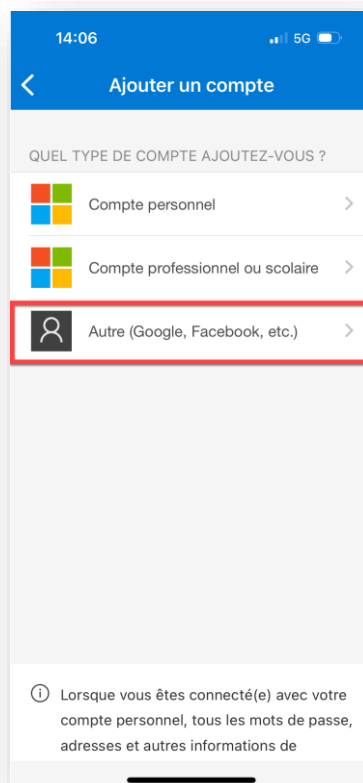 14:06
5G
Ajouter un compte
QUEL TYPE DE COMPTE AJOUTEZ-VOUS ?
Compte personnel
Compte professionnel ou scolaire
Autre (Google, Facebook, etc.)
Lorsque vous êtes connecté(e) avec votre
compte personnel, tous les mots de passe,
adresses et autres informations de